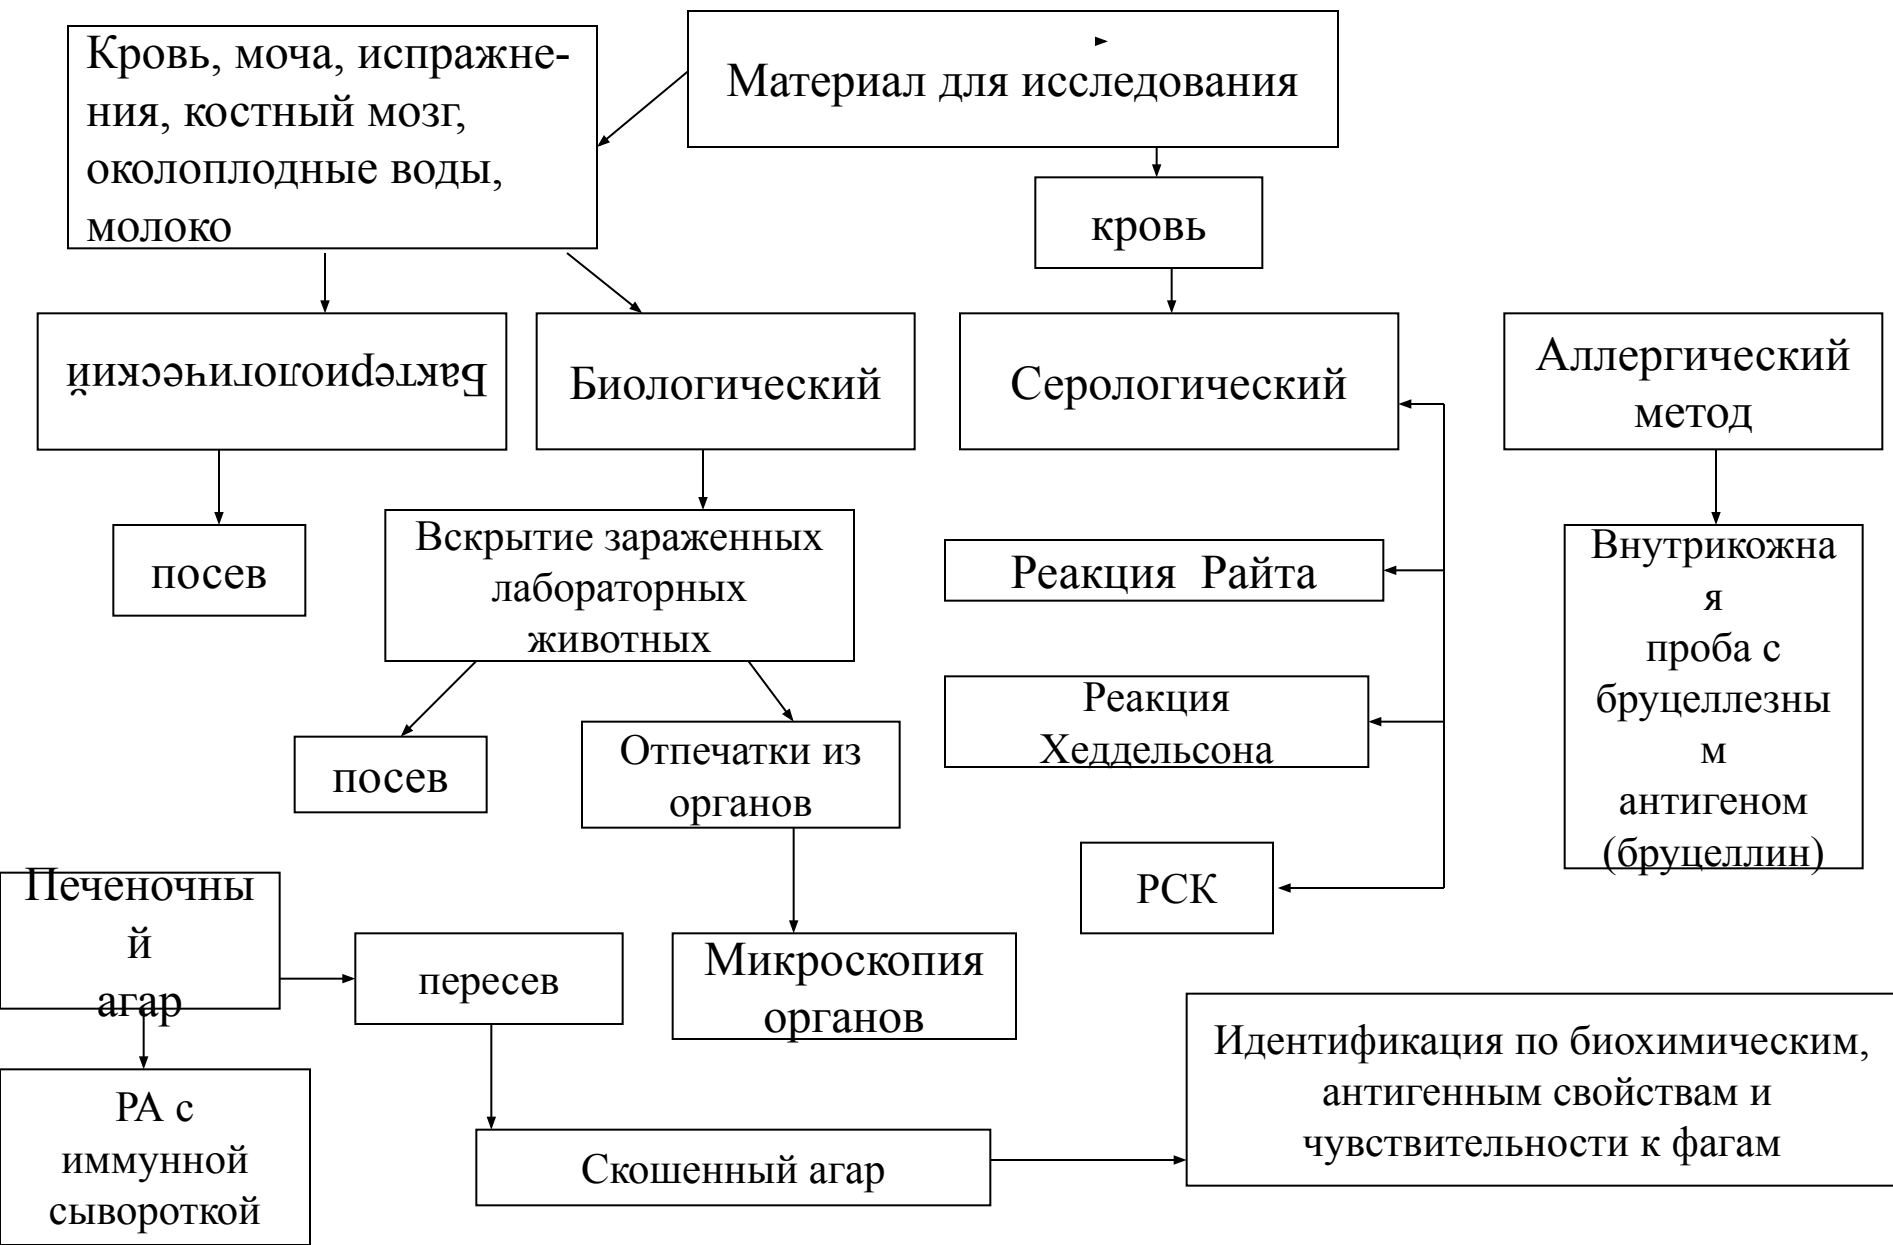 Кровь, моча, испражне-
ния, костный мозг,
околоплодные воды,
молоко
Материал для исследования
кровь
Бактериологический
Биологический
Серологический
Аллергический
метод
посев
Вскрытие зараженных
лабораторных
животных
Реакция Райта
Внутрикожна
я
проба с
бруцеллезны
м
антигеном
(бруцеллин)
Реакция
Хеддельсона
посев
Отпечатки из
органов
РСК
Печеночны
й
агар
пересев
Микроскопия
органов
Идентификация по биохимическим,
антигенным свойствам и
чувствительности к фагам
РА с
иммунной
сывороткой
Скошенный агар